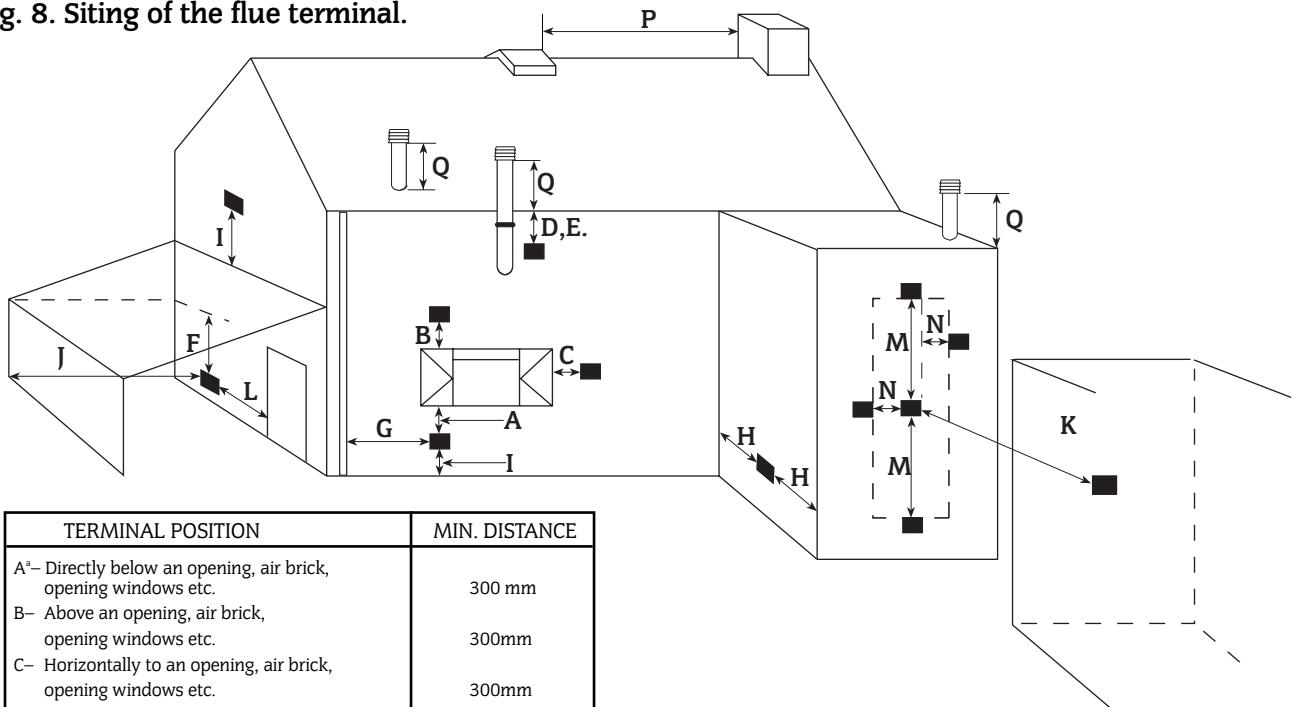 g. 8. Siting of the flue terminal.
P
Q
Q
D,E.
Q
I
F
J
L
B
C
A
G
I
H
H
M
N
N
M
K
TERMINAL POSITION MIN. DISTANCE
Aª– Directly below an opening, air brick,
opening windows etc. 300 mm
B– Above an opening, air brick,
opening windows etc. 300mm
C– Horizontally to an opening, air brick,
opening windows etc. 300mm